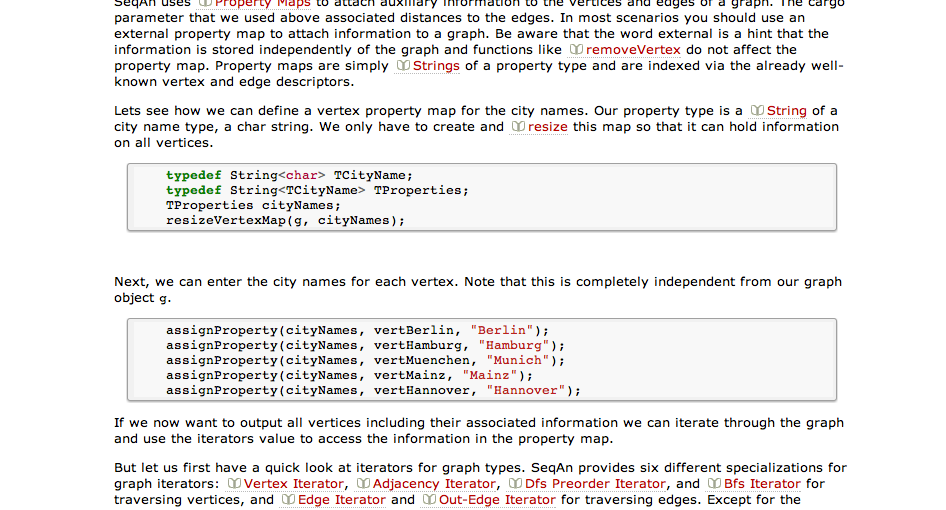 SeqAn uses Property Maps to attach auxiliary information to the vertices and edges of a graph. The cargo
parameter that we used above associated distances to the edges. In most scenarios you should use an
external property map to attach information to a graph. Be aware that the word external is a hint that the
information is stored independently of the graph and functions like removeVertex do not affect the
property map. Property maps are simply Strings of a property type and are indexed via the already well-
known vertex and edge descriptors.
Lets see how we can define a vertex property map for the city names. Our property type is a String of a
city name type, a char string. We only have to create and resize this map so that it can hold information
on all vertices.
typedef String<char> TCityName;
typedef String<TCityName> TProperties;
TProperties cityNames;
resizeVertexMap(g, cityNames);
Next, we can enter the city names for each vertex. Note that this is completely independent from our graph
object g.
assignProperty(cityNames, vertBerlin, "Berlin");
assignProperty(cityNames, vertHamburg, "Hamburg");
assignProperty(cityNames, vertMuenchen, "Munich");
assignProperty(cityNames, vertMainz, "Mainz");
assignProperty(cityNames, vertHannover, "Hannover");
If we now want to output all vertices including their associated information we can iterate through the graph
and use the iterators value to access the information in the property map.
But let us first have a quick look at iterators for graph types. SeqAn provides six different specializations for
graph iterators: Vertex Iterator, Adjacency Iterator, Dfs Preorder Iterator, and Bfs Iterator for
traversing vertices, and Edge Iterator and Out-Edge Iterator for traversing edges. Except for the